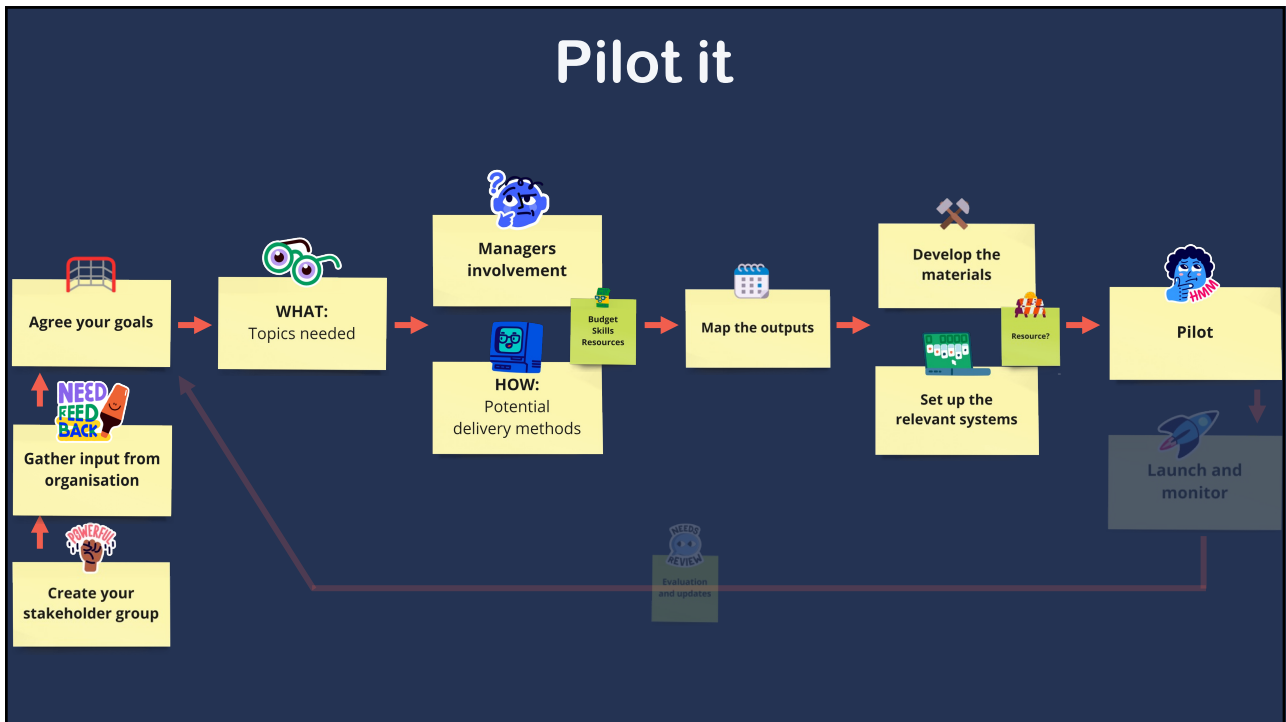 Pilot it
Create your
stakeholder group
POWERFUL
Gather input from
organisation
NEED
FEED
BACK
Agree your goals
WHAT:
Topics needed
Managers
involvement
?
HOW:
Potential
delivery methods
Budget
Skills
Resources
Map the outputs
Develop the
materials
Set up the
relevant systems
Resource?
Pilot
HMM
Launch and
monitor
NEEDS
REVIEW
Evaluation
and updates